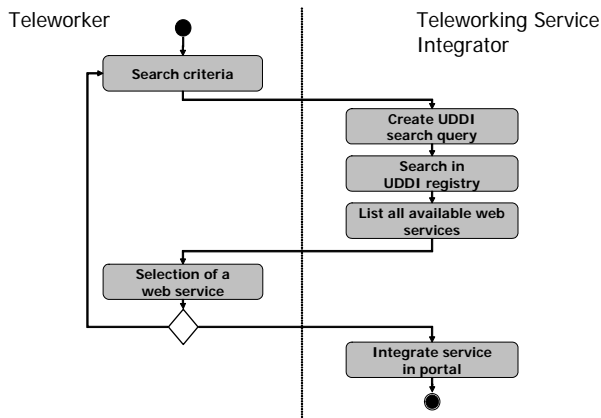 Teleworker
Teleworking Service
Integrator
Search criteria
Create UDDI
search query
Search in
UDDI registry
List all available web
services
Selection of a
web service
Integrate service
in portal